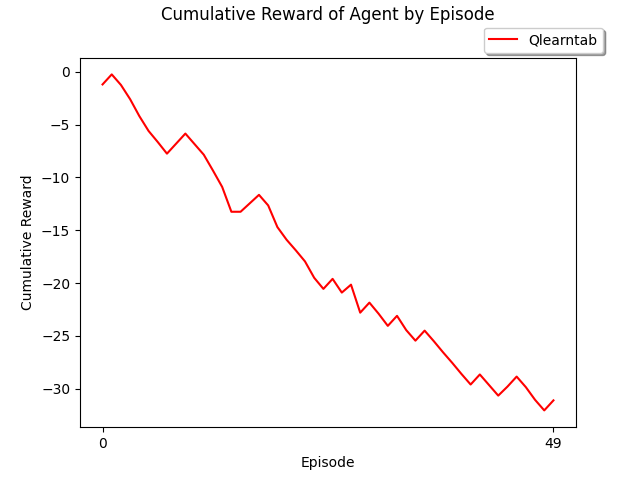 Cumulative Reward of Agent by Episode
Qlearntab
0
−5
−10
−15
−20
−25
−30
Cumulative Reward
0
49
Episode